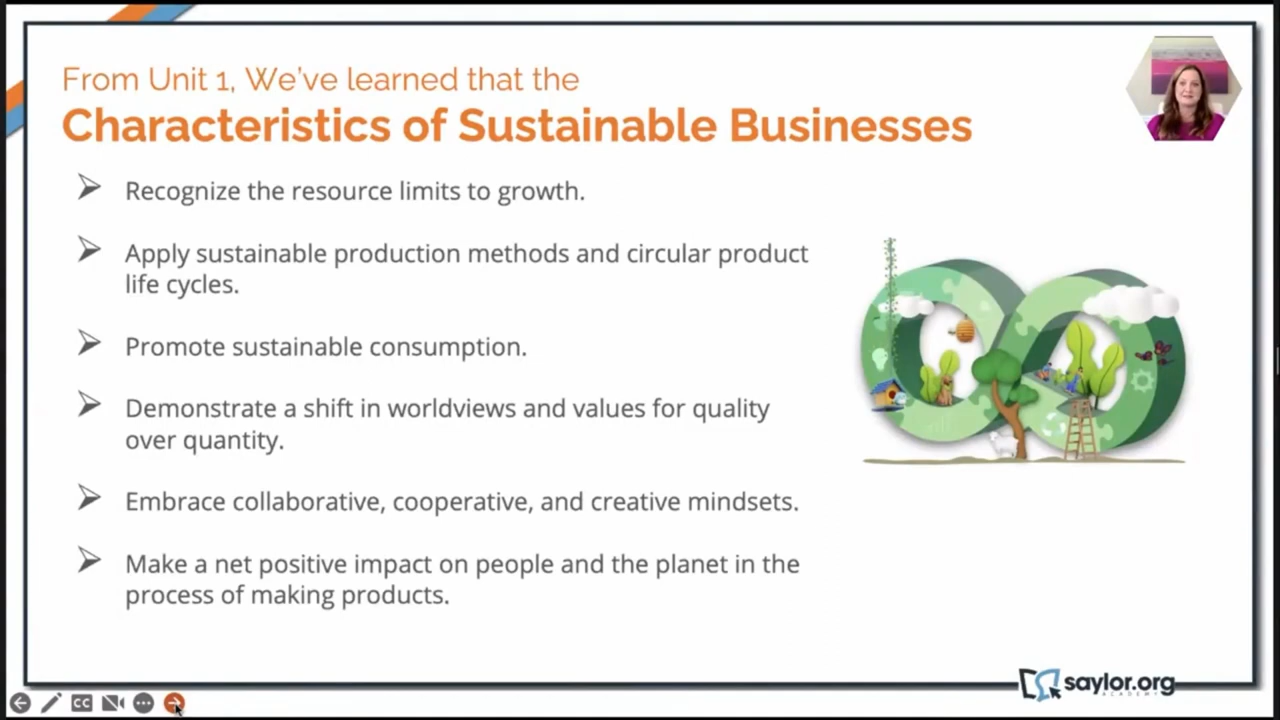 From Unit 1, We've learned that the
Characteristics of Sustainable Businesses
Recognize the resource limits to growth.
Apply sustainable production methods and circular product
life cycles.
Promote sustainable consumption.
Demonstrate a shift in worldviews and values for quality
over quantity.
Embrace collaborative, cooperative, and creative mindsets.
Make a net positive impact on people and the planet in the
process of making products.
saylor.org
ACADEMY
CC